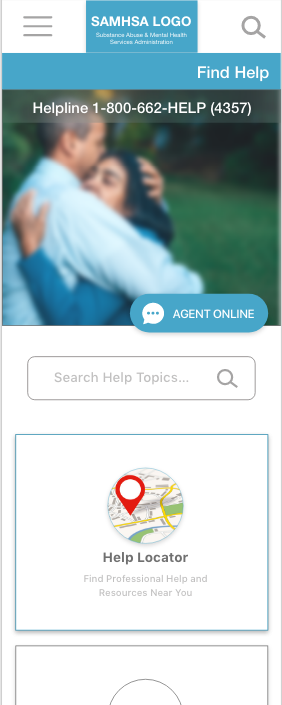 SAMHSA LOGO
Substance Abuse & Mental Health
Services Administration
Find Help
Helpline 1-800-662-HELP (4357)
AGENT ONLINE
Search Help Topics...
Help Locator
Find Professional Help and
Resources Near You